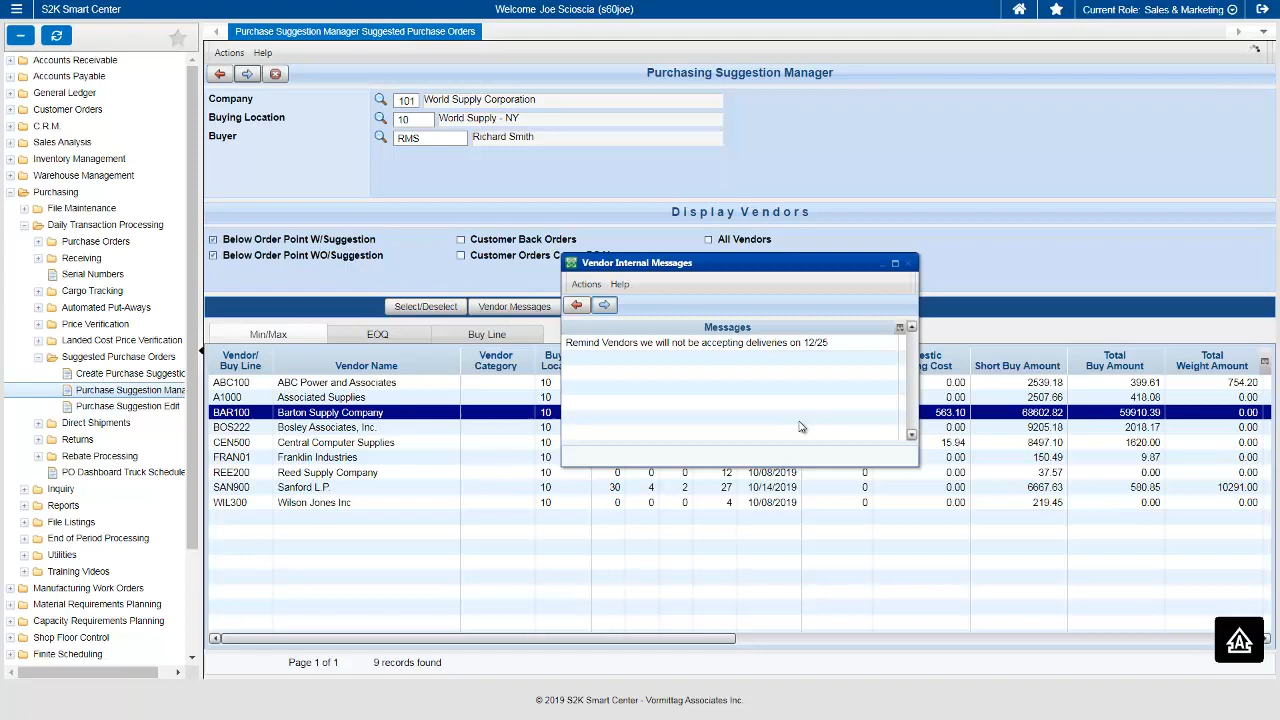 S2K Smart Center
Welcome Joe Scioscia (s60joe)
Current Role: Sales & Marketing
Purchase Suggestion Manager Suggested Purchase Orders
Actions Help
Purchasing Suggestion Manager
Company 101 World Supply Corporation
Buying Location 10 World Supply - NY
Buyer RMS Richard Smith
Display Vendors
Below Order Point W/Suggestion Customer Back Orders All Vendors
Below Order Point WO/Suggestion Customer Orders
Select/Deselect Vendor Messages
Min/Max EOQ Buy Line
Accounts Receivable
Accounts Payable
General Ledger
Customer Orders
C.R.M.
Sales Analysis
Inventory Management
Warehouse Management
Purchasing
File Maintenance
Daily Transaction Processing
Purchase Orders
Receiving
Serial Numbers
Cargo Tracking
Automated Put-Aways
Price Verification
Landed Cost Price Verification
Suggested Purchase Orders
Create Purchase Suggestio
Purchase Suggestion Mana
Purchase Suggestion Edit
Direct Shipments
Returns
Rebate Processing
PO Dashboard Truck Schedule
Inquiry
Reports
File Listings
End of Period Processing
Utilities
Training Videos
Manufacturing Work Orders
Material Requirements Planning
Capacity Requirements Planning
Shop Floor Control
Finite Scheduling
Vendor Internal Messages
Actions Help
Messages
Remind Vendors we will not be accepting deliveries on 12/25
Vendor/ Vendor Buy estic Total Total
Buy Line Vendor Name Category Loca ng Cost Short Buy Amount Buy Amount Weight Amount
ABC100 ABC Power and Associates 10 0.00 2539.18 399.61 754.20
A1000 Associated Supplies 10 0.00 2507.66 418.08 0.00
BAR100 Barton Supply Company 10 563.10 68602.82 59910.39 0.00
BOS222 Bosley Associates, Inc. 10 0.00 9205.18 2018.17 0.00
CEN500 Central Computer Supplies 10 15.94 8497.10 1620.00 0.00
FRAN01 Franklin Industries 10 0.00 150.49 9.87 0.00
REE200 Reed Supply Company 10 0 0 0 12 10/08/2019 0 0.00 37.57 0.00 0.00
SAN900 Sanford L.P. 30 4 2 27 10/14/2019 0 0.00 6667.63 580.85 10291.00
WIL300 Wilson Jones Inc 10 0 0 0 4 10/08/2019 0 0.00 219.45 0.00 0.00
Page 1 of 1 9 records found
A
© 2019 S2K Smart Center - Vormittag Associates Inc.